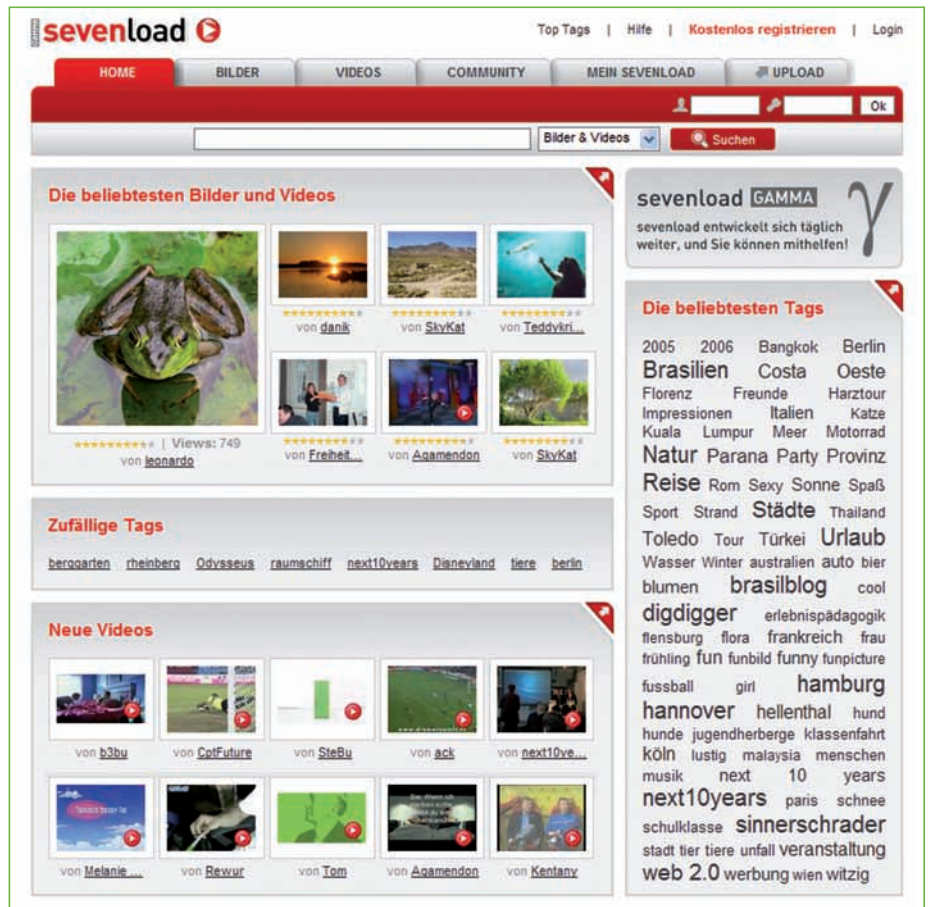 GAMMA
sevenload
Top Tags | Hilfe | Kostenlos registrieren | Login
HOME BILDER VIDEOS COMMUNITY MEIN SEVENLOAD UPLOAD
Ok
Bilder & Videos Suchen
Die beliebtesten Bilder und Videos
von danik von SkyKat von Teddykri...
| Views: 749
von leonardo
von Freiheit... von Agamendon von SkyKat
Zufällige Tags
berggarten rheinberg Odysseus raumschiff next10years Disneyland tiere berlin
Neue Videos
von b3bu von CptFuture von SteBu von ack von next10ye...
von Melanie ... von Rewur von Tom von Agamendon von Kentany
sevenload GAMMA γ
sevenload entwickelt sich täglich
weiter, und Sie können mithelfen!
Die beliebtesten Tags
2005 2006 Bangkok Berlin
Brasilien Costa Oeste
Florenz Freunde Harztour
Impressionen Italien Katze
Kuala Lumpur Meer Motorrad
Natur Parana Party Provinz
Reise Rom Sexy Sonne Spaß
Sport Strand Städte Thailand
Toledo Tour Türkei Urlaub
Wasser Winter australien auto bier
blumen brasilblog cool
digdigger erlebnispädagogik
flensburg flora frankreich frau
frühling fun funbild funny funpicture
fussball girl hamburg
hannover hellenthal hund
hunde jugendherberge klassenfahrt
köln lustig malaysia menschen
musik next 10 years
next10years paris schnee
schulklasse sinnerschrader
stadt tier tiere unfall veranstaltung
web 2.0 werbung wien witzig